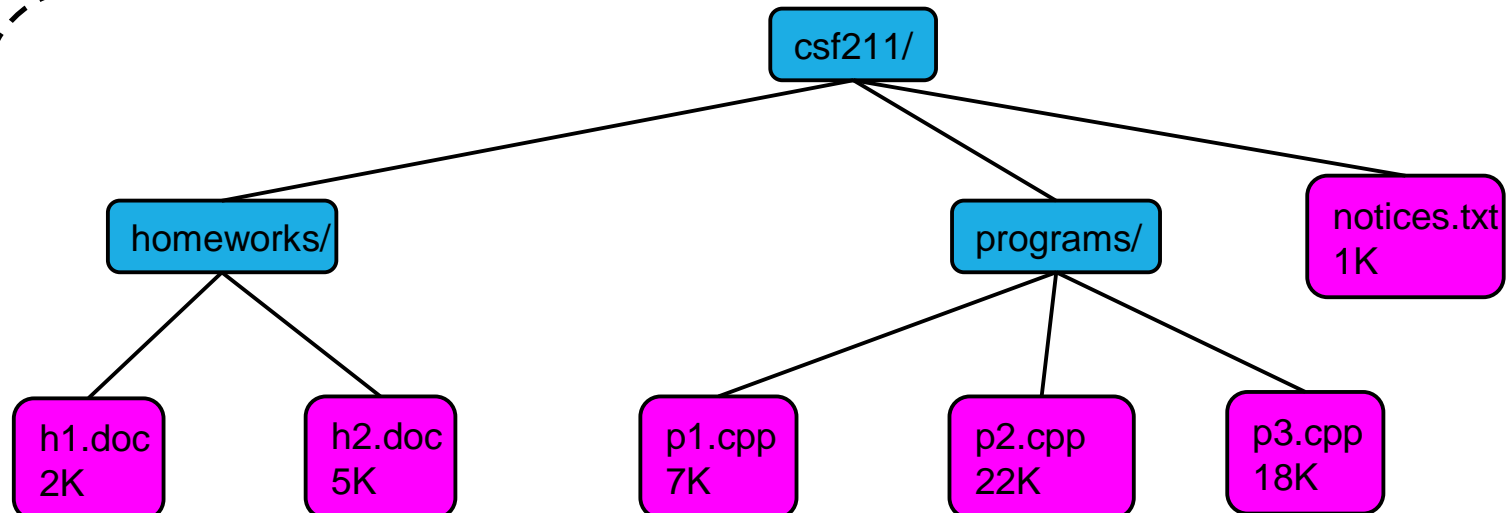 csf211/
homeworks/
programs/
notices.txt
1K
h1.doc
2K
h2.doc
5K
p1.cpp
7K
p2.cpp
22K
p3.cpp
18K